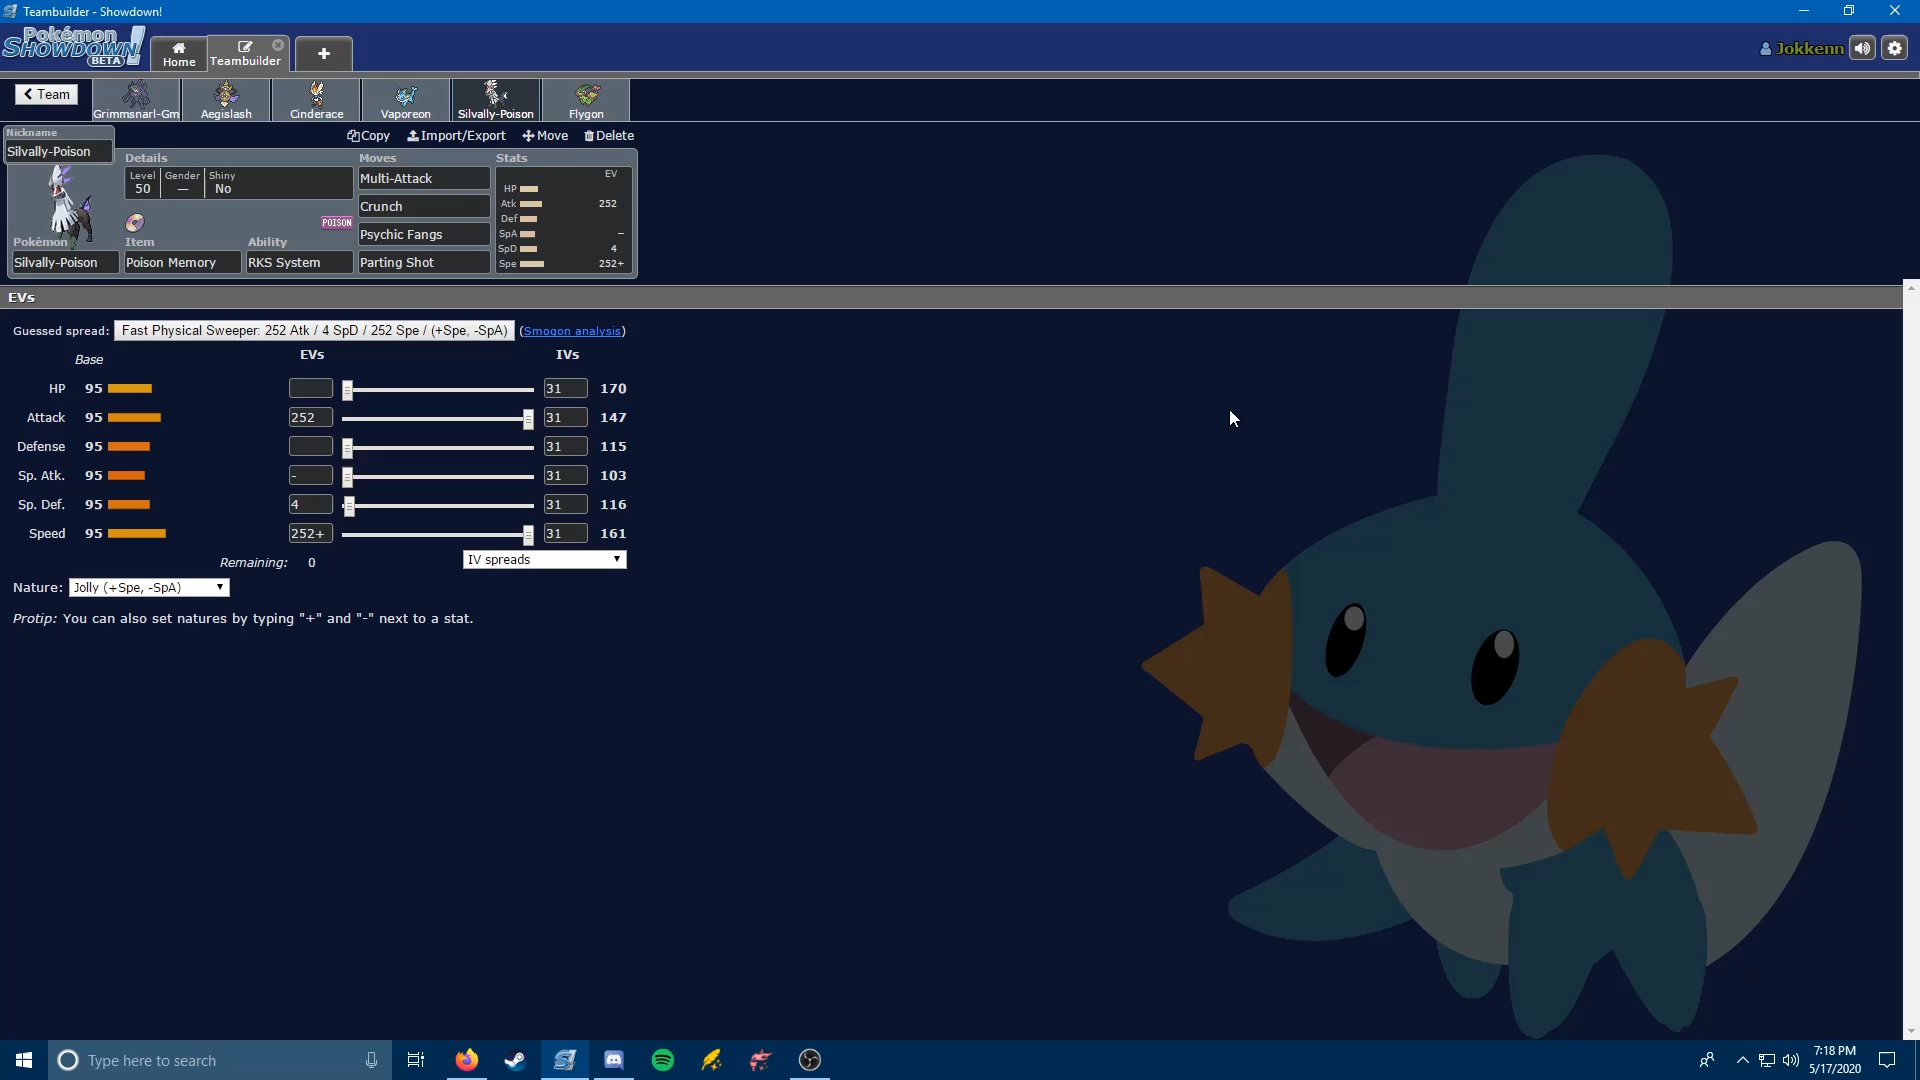 Teambuilder - Showdown!
Pokémon
SHOWDOWN!
BETA
Home
Teambuilder
Jokkenn
Team
Grimmsnarl-Gm
Aegislash
Cinderace
Vaporeon
Silvally-Poison
Flygon
Copy
Import/Export
Move
Delete
Nickname
Silvally-Poison
Details
Moves
Stats
Level
50
Gender
—
Shiny
No
POISON
Pokémon
Item
Ability
Silvally-Poison
Poison Memory
RKS System
Multi-Attack
Crunch
Psychic Fangs
Parting Shot
EV
HP
Atk 252
Def
SpA –
SpD 4
Spe 252+
EVs
Guessed spread: Fast Physical Sweeper: 252 Atk / 4 SpD / 252 Spe / (+Spe, -SpA) (Smogon analysis)
Base EVs IVs
HP 95 31 170
Attack 95 252 31 147
Defense 95 31 115
Sp. Atk. 95 - 31 103
Sp. Def. 95 4 31 116
Speed 95 252+ 31 161
Remaining: 0 IV spreads
Nature: Jolly (+Spe, -SpA)
Protip: You can also set natures by typing "+" and "-" next to a stat.
Type here to search
7:18 PM
5/17/2020